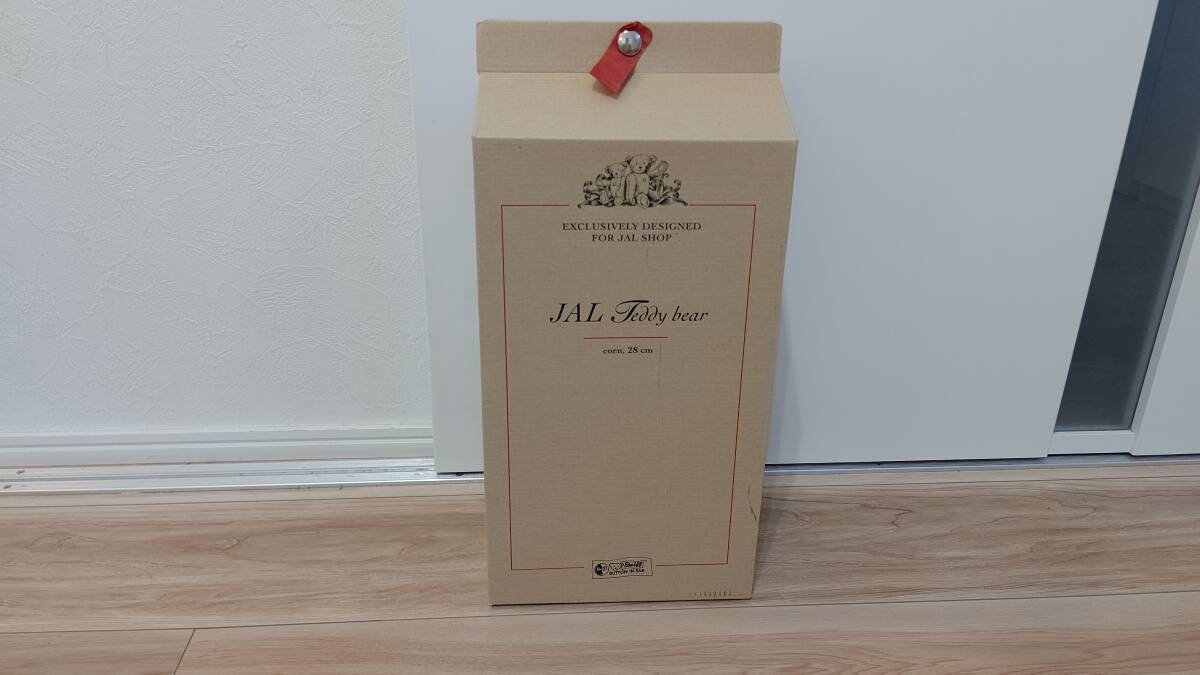 EXCLUSIVELY DESIGNED
FOR JAL SHOP
JAL Teddy bear
corn, 28 cm
Steiff
BUTTON IN EAR